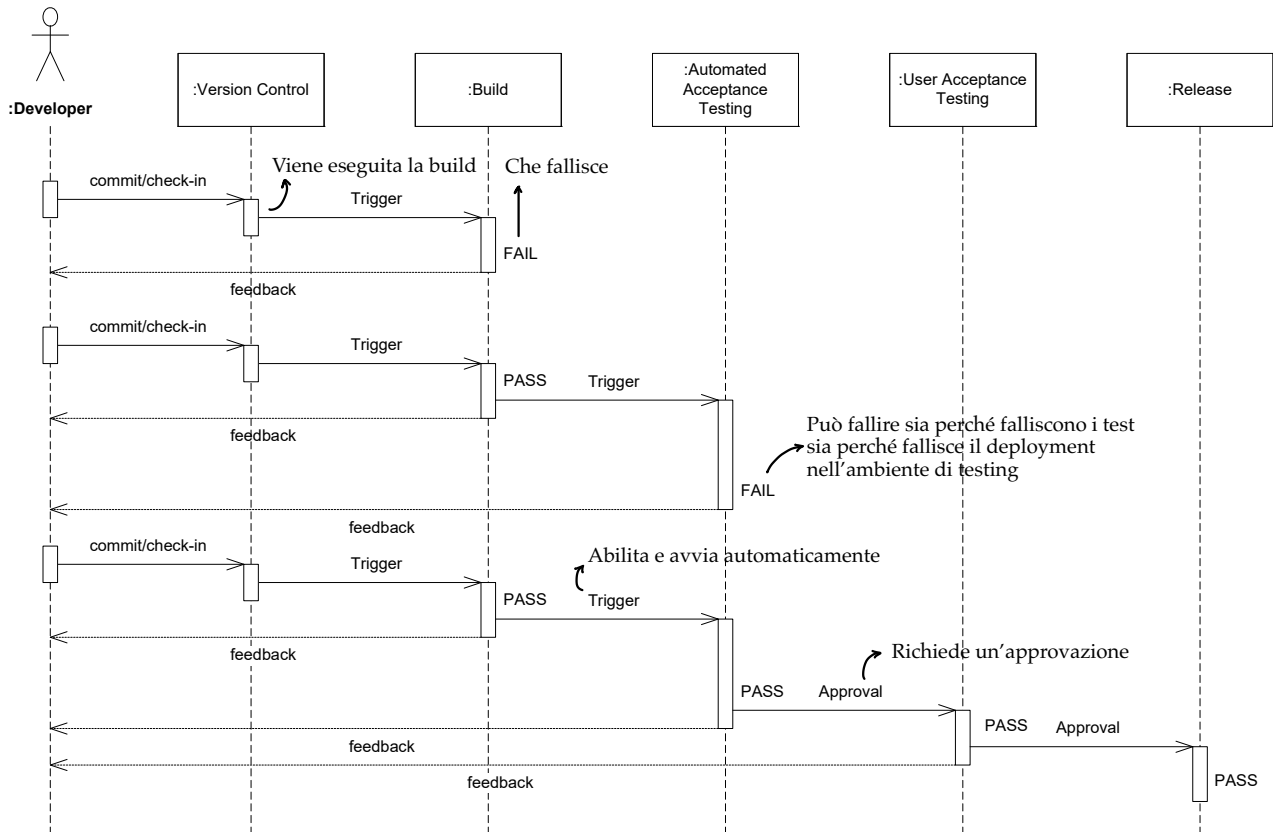 :Developer
:Version Control
:Build
:Automated
Acceptance
Testing
:User Acceptance
Testing
:Release
Viene eseguita la build
Che fallisce
commit/check-in
Trigger
FAIL
feedback
commit/check-in
Trigger
PASS
Trigger
feedback
Può fallire sia perché falliscono i test
sia perché fallisce il deployment
nell'ambiente di testing
FAIL
feedback
commit/check-in
Trigger
Abilita e avvia automaticamente
PASS
Trigger
feedback
Richiede un'approvazione
PASS
Approval
PASS
Approval
feedback
feedback
PASS